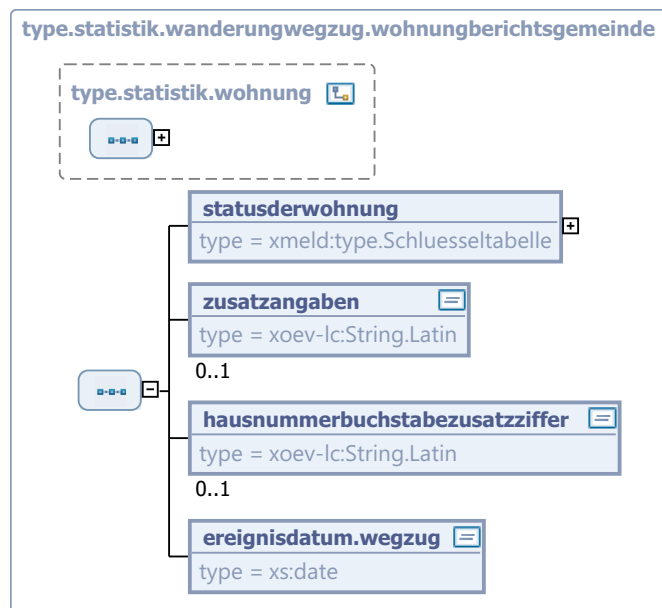 type.statistik.wanderungwegzug.wohnungberichtsgemeinde
type.statistik.wohnung
statusderwohnung
type = xmeld:type.Schluesseltabelle
zusatzangaben
type = xoev-lc:String.Latin
0..1
hausnummerbuchstabezusatzziffer
type = xoev-lc:String.Latin
0..1
ereignisdatum.wegzug
type = xs:date